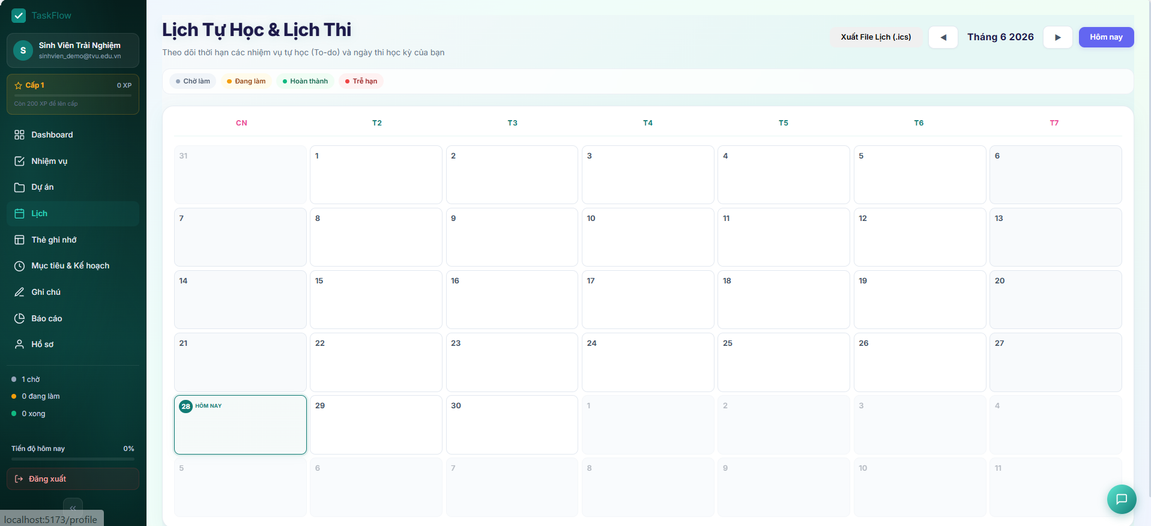 TaskFlow
S
Sinh Viên Trải Nghiệm
sinhvien_demo@tvu.edu.vn
Cấp 1
0 XP
Còn 200 XP để lên cấp
Dashboard
Nhiệm vụ
Dự án
Lịch
Thẻ ghi nhớ
Mục tiêu & Kế hoạch
Ghi chú
Báo cáo
Hồ sơ
1 chờ
0 đang làm
0 xong
Tiến độ hôm nay
0%
Đăng xuất
localhost:5173/profile
Lịch Tự Học & Lịch Thi
Theo dõi thời hạn các nhiệm vụ tự học (To-do) và ngày thi học kỳ của bạn
Xuất File Lịch (.ics)
Tháng 6 2026
Hôm nay
Chờ làm
Đang làm
Hoàn thành
Trễ hạn
CN T2 T3 T4 T5 T6 T7
31 1 2 3 4 5 6
7 8 9 10 11 12 13
14 15 16 17 18 19 20
21 22 23 24 25 26 27
28 HÔM NAY 29 30 1 2 3 4
5 6 7 8 9 10 11